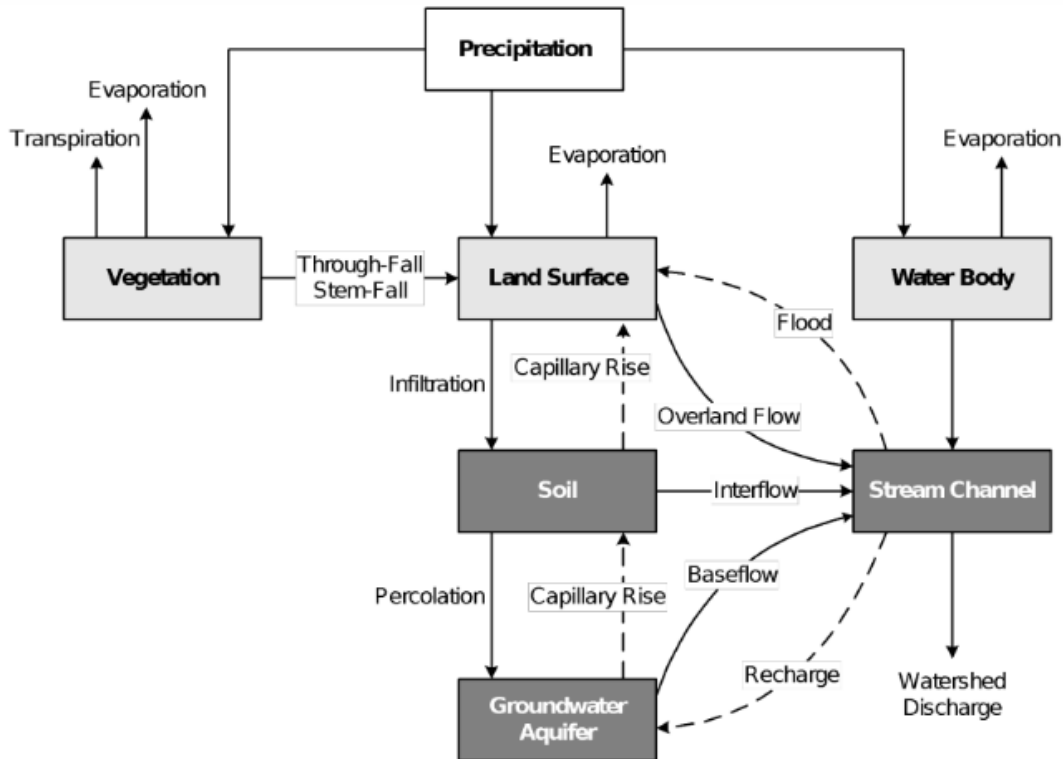 Precipitation
Evaporation
Transpiration
Evaporation
Evaporation
Vegetation
Through-Fall
Stem-Fall
Land Surface
Water Body
Flood
Capillary Rise
Infiltration
Overland Flow
Soil
Interflow
Stream Channel
Baseflow
Percolation
Capillary Rise
Recharge
Groundwater
Aquifer
Watershed
Discharge